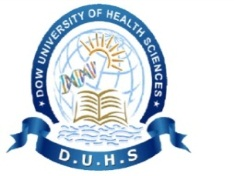 DOW UNIVERSITY OF HEALTH SCIENCES
D.U.H.S